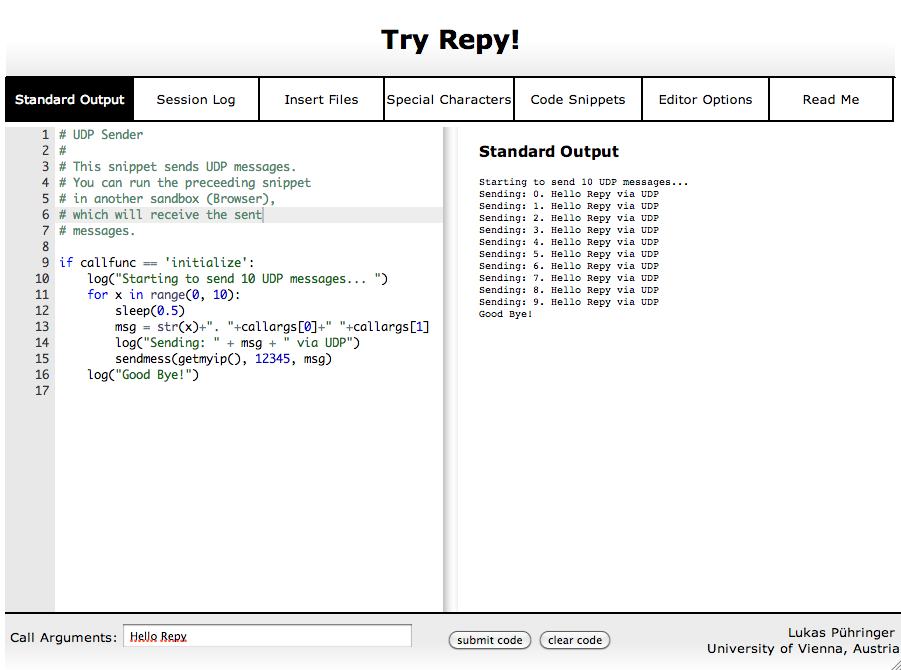 Try Repy!
Standard Output
Session Log
Insert Files
Special Characters
Code Snippets
Editor Options
Read Me
1 # UDP Sender
2 #
3 # This snippet sends UDP messages.
4 # You can run the preceeding snippet
5 # in another sandbox (Browser),
6 # which will receive the sent
7 # messages.
8
9 if callfunc == 'initialize':
10     log("Starting to send 10 UDP messages... ")
11     for x in range(0, 10):
12         sleep(0.5)
13         msg = str(x)+". "+callargs[0]+" "+callargs[1]
14         log("Sending: " + msg + " via UDP")
15         sendmess(getmyip(), 12345, msg)
16     log("Good Bye!")
17
Standard Output
Starting to send 10 UDP messages...
Sending: 0. Hello Repy via UDP
Sending: 1. Hello Repy via UDP
Sending: 2. Hello Repy via UDP
Sending: 3. Hello Repy via UDP
Sending: 4. Hello Repy via UDP
Sending: 5. Hello Repy via UDP
Sending: 6. Hello Repy via UDP
Sending: 7. Hello Repy via UDP
Sending: 8. Hello Repy via UDP
Sending: 9. Hello Repy via UDP
Good Bye!
Call Arguments: Hello Repy
submit code
clear code
Lukas Pühringer
University of Vienna, Austria